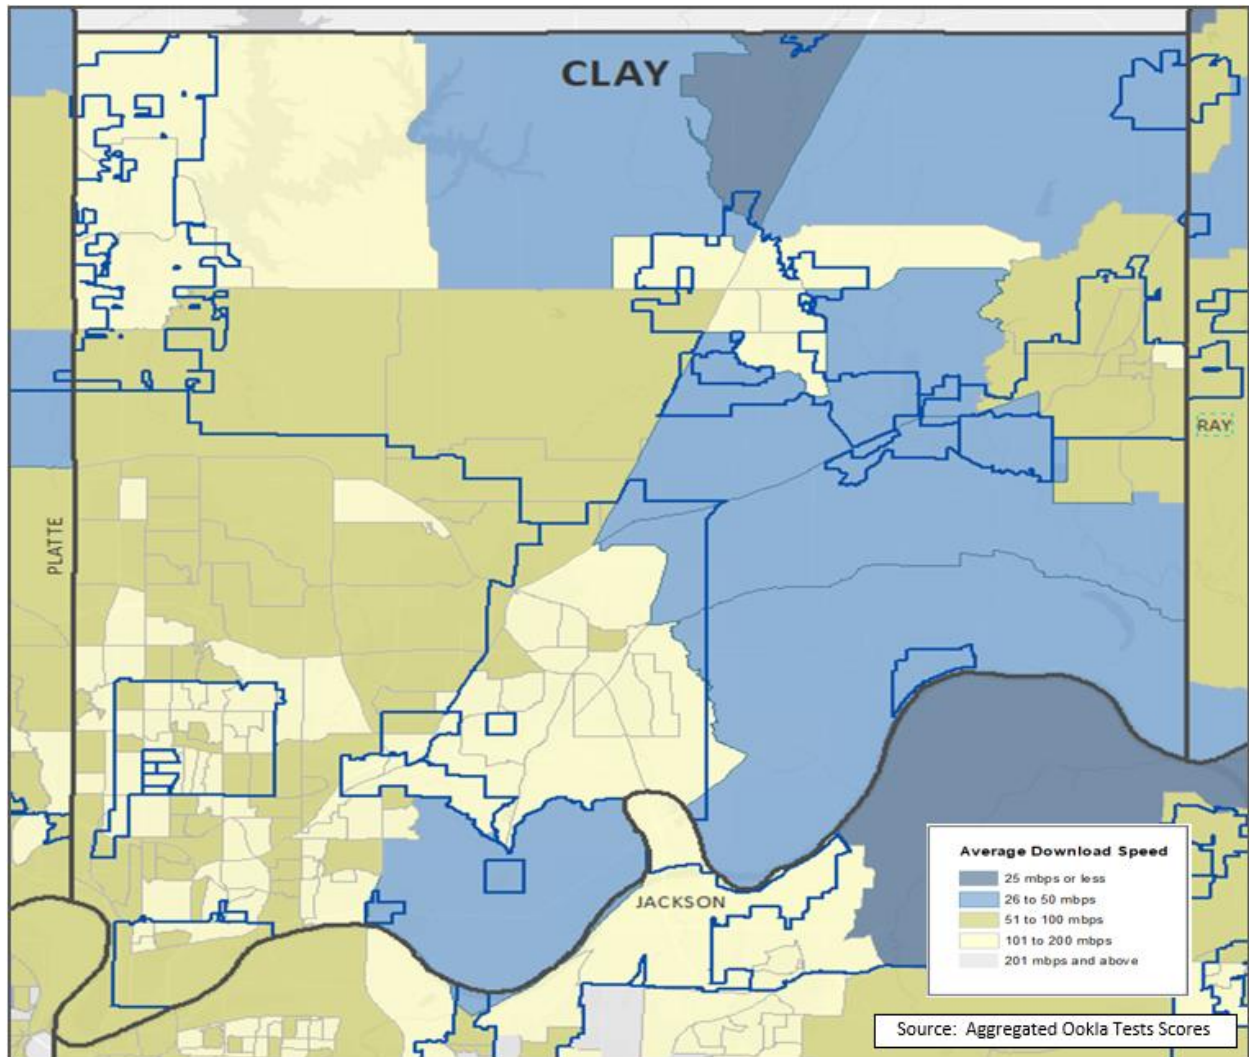 CLAY
RAY
PLATTE
JACKSON
Average Download Speed
25 mbps or less
26 to 50 mbps
51 to 100 mbps
101 to 200 mbps
201 mbps and above
Source:  Aggregated Ookla Tests Scores